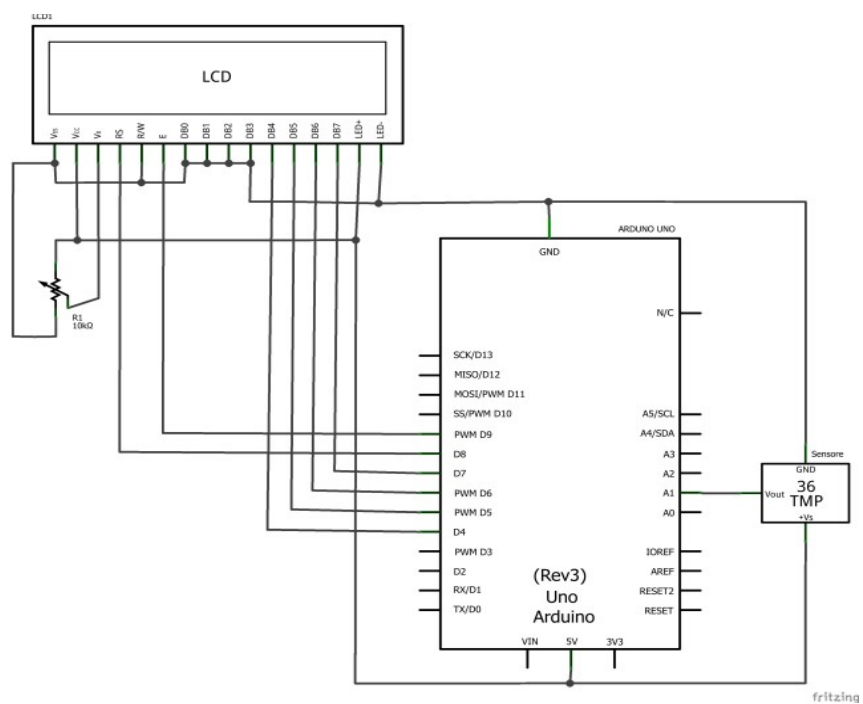 LCD1
LCD
Vss
Vcc
Ve
RS
R/W
E
DB0
DB1
DB2
DB3
DB4
DB5
DB6
DB7
LED+
LED-
R1
10kΩ
ARDUINO UNO
GND
N/C
SCK/D13
MISO/D12
MOSI/PWM D11
SS/PWM D10
PWM D9
D8
D7
PWM D6
PWM D5
D4
PWM D3
D2
RX/D1
TX/D0
A5/SCL
A4/SDA
A3
A2
A1
A0
IOREF
AREF
RESET2
RESET
(Rev3)
Uno
Arduino
VIN
5V
3V3
Sensore
GND
Vout
36
TMP
+Vs
fritzing